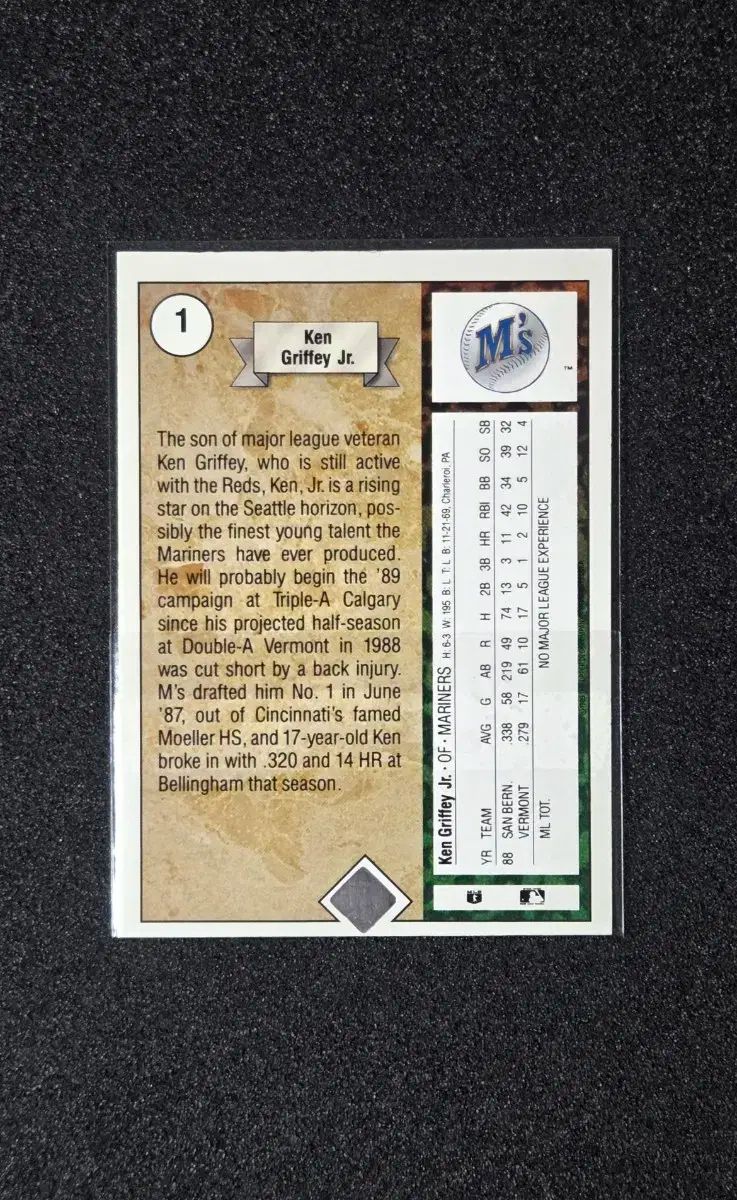 1
Ken
Griffey Jr.
The son of major league veteran
Ken Griffey, who is still active
with the Reds, Ken, Jr. is a rising
star on the Seattle horizon, pos-
sibly the finest young talent the
Mariners have ever produced.
He will probably begin the '89
campaign at Triple-A Calgary
since his projected half-season
at Double-A Vermont in 1988
was cut short by a back injury.
M's drafted him No. 1 in June
'87, out of Cincinnati's famed
Moeller HS, and 17-year-old Ken
broke in with .320 and 14 HR at
Bellingham that season.
M's
TM
Ken Griffey Jr. · OF · MARINERS H: 6-3 W: 195 B: L T: L B: 11-21-69, Charleroi, PA
YR TEAM AVG G AB R H 2B 3B HR RBI BB SO SB
88 SAN BERN. .338 58 219 49 74 13 3 11 42 34 39 32
VERMONT .279 17 61 10 17 5 1 2 10 5 12 4
ML TOT. NO MAJOR LEAGUE EXPERIENCE